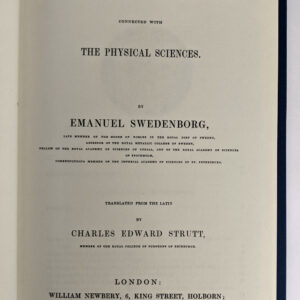 CONNECTED WITH
THE PHYSICAL SCIENCES.
BY
EMANUEL SWEDENBORG,
LATE MEMBER OF THE HOUSE OF NOBLES IN THE ROYAL DIET OF SWEDEN,
ASSESSOR OF THE ROYAL METALLIC COLLEGE OF SWEDEN,
FELLOW OF THE ROYAL ACADEMY OF SCIENCES OF UPSALA, AND OF THE ROYAL ACADEMY OF SCIENCES
OF STOCKHOLM,
CORRESPONDING MEMBER OF THE IMPERIAL ACADEMY OF SCIENCES OF ST. PETERSBURG.
TRANSLATED FROM THE LATIN
BY
CHARLES EDWARD STRUTT,
MEMBER OF THE ROYAL COLLEGE OF SURGEONS OF EDINBURGH.
LONDON:
WILLIAM NEWBERY, 6, KING STREET, HOLBORN;